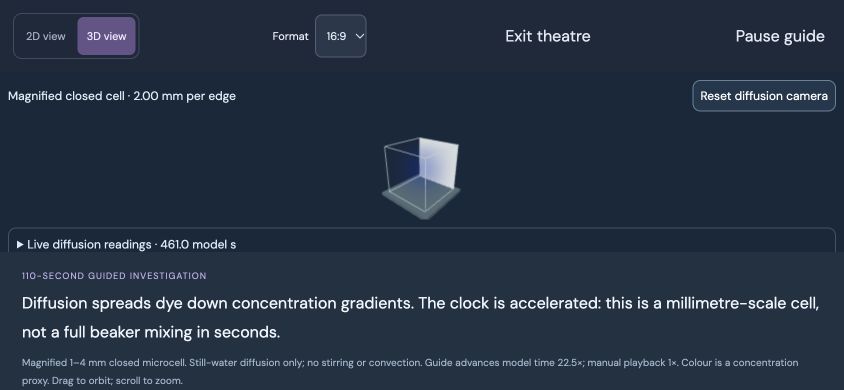 2D view 3D view Format 16:9 Exit theatre Pause guide
Magnified closed cell · 2.00 mm per edge Reset diffusion camera
▶ Live diffusion readings · 461.0 model s
110-SECOND GUIDED INVESTIGATION
Diffusion spreads dye down concentration gradients. The clock is accelerated: this is a millimetre-scale cell,
not a full beaker mixing in seconds.
Magnified 1–4 mm closed microcell. Still-water diffusion only; no stirring or convection. Guide advances model time 22.5×; manual playback 1×. Colour is a concentration
proxy. Drag to orbit; scroll to zoom.